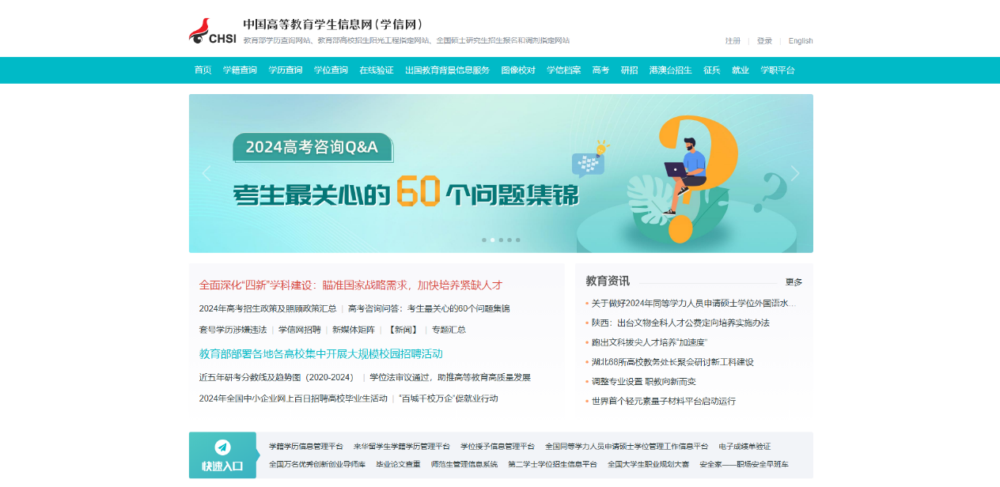 CHSI
中国高等教育学生信息网（学信网）
教育部学历查询网站、教育部高校招生阳光工程指定网站、全国硕士研究生招生报名和调剂指定网站
注册 | 登录 | English
首页 学籍查询 学历查询 学位查询 在线验证 出国教育背景信息服务 图像校对 学信档案 高考 研招 港澳台招生 征兵 就业 学职平台
2024高考咨询Q&A
考生最关心的60个问题集锦
全面深化“四新”学科建设：瞄准国家战略需求，加快培养紧缺人才
2024年高考招生政策及照顾政策汇总 | 高考咨询问答：考生最关心的60个问题集锦
套号学历涉嫌违法 | 学信网招聘 | 新媒体矩阵 | 【新闻】 | 专题汇总
教育部部署各地各高校集中开展大规模校园招聘活动
近五年研考分数线及趋势图（2020-2024） | 学位法审议通过，助推高等教育高质量发展
2024年全国中小企业网上百日招聘高校毕业生活动 | “百城千校万企”促就业行动
教育资讯 更多
关于做好2024年同等学力人员申请硕士学位外国语水...
陕西：出台文物全科人才公费定向培养实施办法
跑出文科拔尖人才培养“加速度”
湖北68所高校教务处长聚会研讨新工科建设
调整专业设置 职教向新而变
世界首个轻元素量子材料平台启动运行
快速入口
学籍学历信息管理平台 来华留学生学籍学历管理平台 学位授予信息管理平台 全国同等学力人员申请硕士学位管理工作信息平台 电子成绩单验证
全国万名优秀创新创业导师库 毕业论文查重 师范生管理信息系统 第二学士学位招生信息平台 全国大学生职业规划大赛 安全家——职场安全早班车